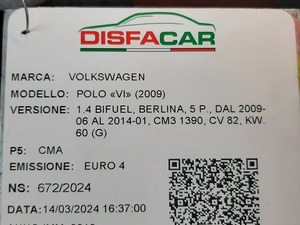 DISFACAR
MARCA: VOLKSWAGEN
MODELLO: POLO «VI» (2009)
VERSIONE: 1.4 BIFUEL, BERLINA, 5 P., DAL 2009-
06 AL 2014-01, CM3 1390, CV 82, KW
60 (G)
P5: CMA
EMISSIONE: EURO 4
NS: 672/2024
DATA:14/03/2024 16:37:00